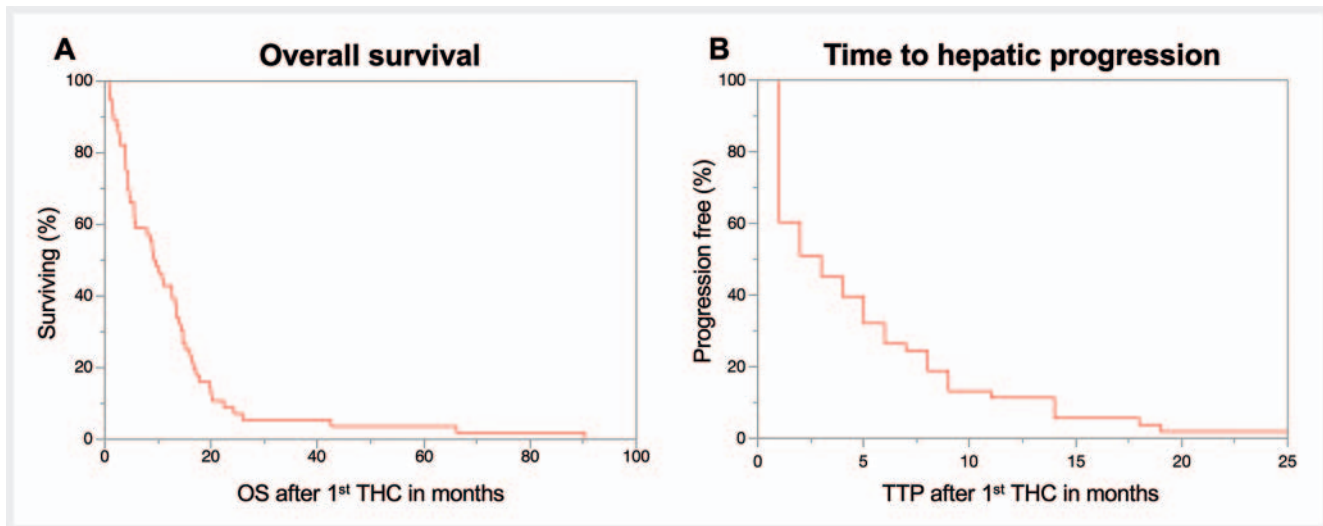 A Overall survival
100
80
60
40
20
0
Surviving (%)
0 20 40 60 80 100
OS after 1st THC in months
B Time to hepatic progression
100
80
60
40
20
0
Progression free (%)
0 5 10 15 20 25
TTP after 1st THC in months